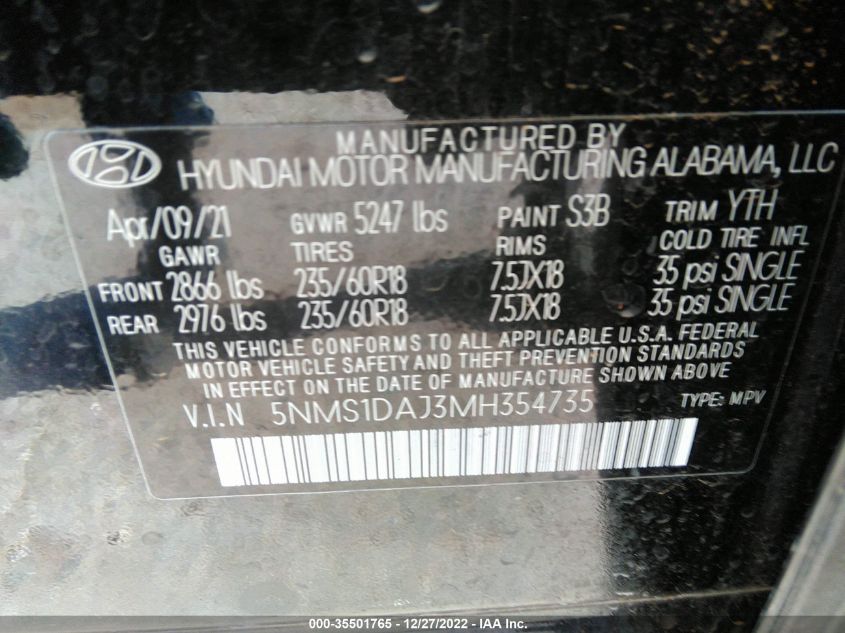 MANUFACTURED BY
HYUNDAI MOTOR MANUFACTURING ALABAMA, LLC
Apr/09/21 GVWR 5247 lbs PAINT S3B TRIM YTH
GAWR TIRES RIMS COLD TIRE INFL
FRONT 2866 lbs 235/60R18 7.5JX18 35 psi SINGLE
REAR 2976 lbs 235/60R18 7.5JX18 35 psi SINGLE
THIS VEHICLE CONFORMS TO ALL APPLICABLE U.S.A. FEDERAL
MOTOR VEHICLE SAFETY AND THEFT PREVENTION STANDARDS
IN EFFECT ON THE DATE OF MANUFACTURE SHOWN ABOVE
V.I.N 5NMS1DAJ3MH354735 TYPE: MPV
000-35501765 - 12/27/2022 - IAA Inc.